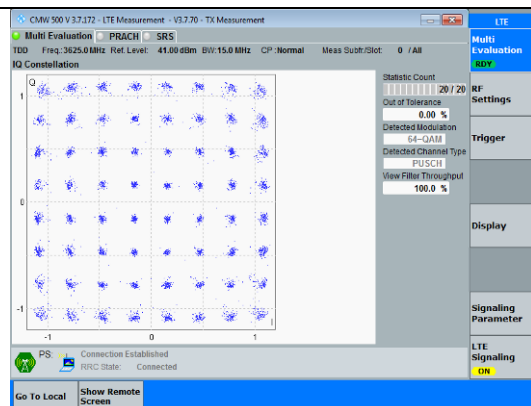 CMW 500 V 3.7.172 - LTE Measurement - V3.7.70 - TX Measurement
LTE
Multi Evaluation PRACH SRS
TDD Freq.: 3625.0 MHz Ref. Level: 41.00 dBm BW: 15.0 MHz CP : Normal Meas Subfr/Slot: 0 / All
IQ Constellation
Q
1
0
-1
-1 0 1
I
Statistic Count
20 / 20
Out of Tolerance
0.00 %
Detected Modulation
64-QAM
Detected Channel Type
PUSCH
View Filter Throughput
100.0 %
Multi
Evaluation
RDY
RF
Settings
Trigger
Display
Signaling
Parameter
LTE
Signaling
ON
PS: Connection Established
RRC State: Connected
Go To Local
Show Remote
Screen